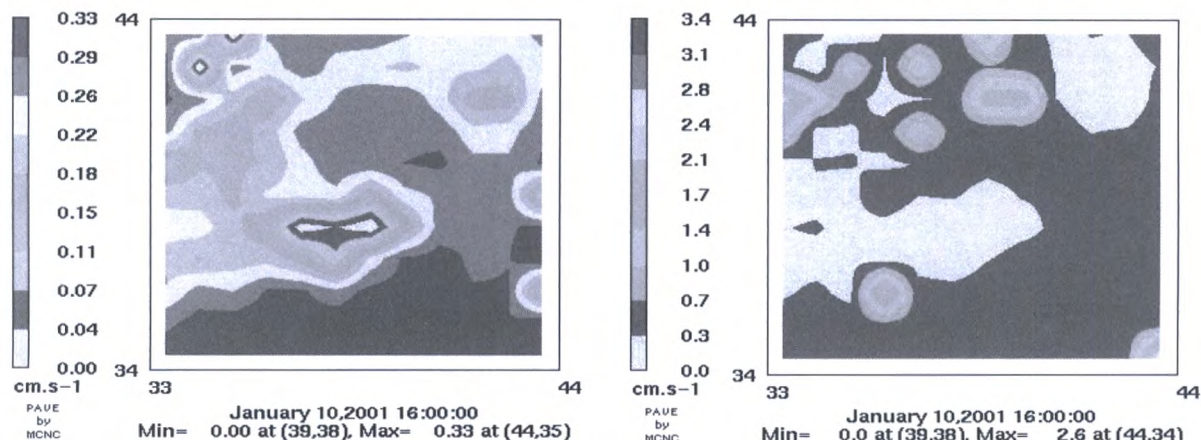 0.33
0.29
0.26
0.22
0.18
0.15
0.11
0.07
0.04
0.00
cm.s-1
PAVE
by
MCNC
44
34
33
44
January 10,2001 16:00:00
Min= 0.00 at (39,38), Max= 0.33 at (44,35)
3.4
3.1
2.8
2.4
2.1
1.7
1.4
1.0
0.7
0.3
0.0
cm.s-1
PAVE
by
MCNC
44
34
33
44
January 10,2001 16:00:00
Min= 0.0 at (39,38), Max= 2.6 at (44,34)